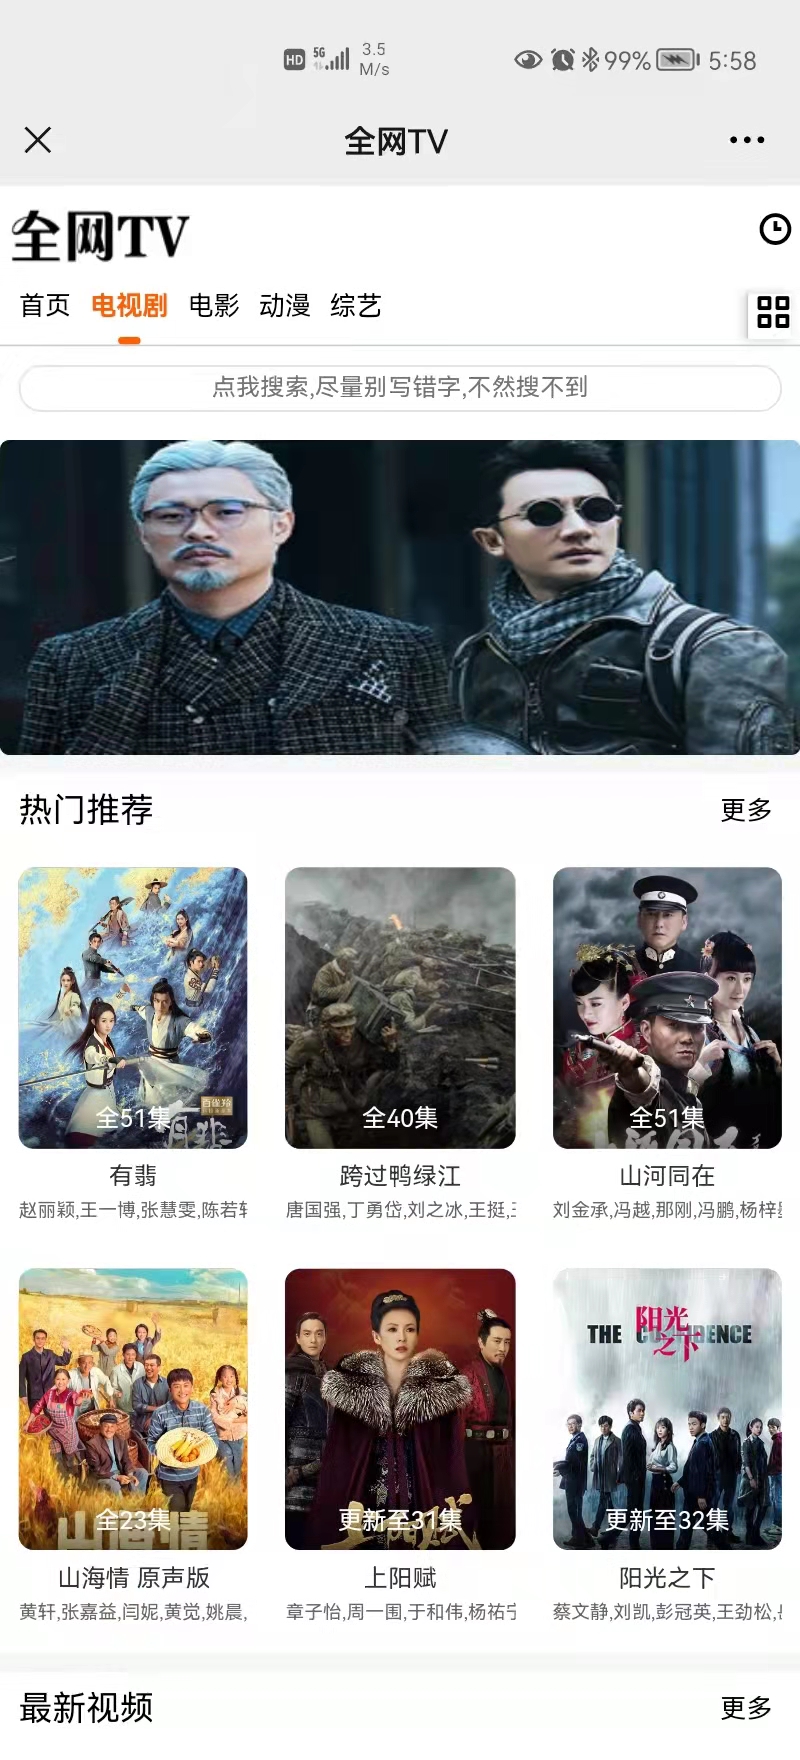 HD 5G 3.5 M/s 99% 5:58
全网TV
全网TV
首页 电视剧 电影 动漫 综艺
点我搜索,尽量别写错字,不然搜不到
热门推荐 更多
全51集 全40集 全51集
有翡 跨过鸭绿江 山河同在
赵丽颖,王一博,张慧雯,陈若轩 唐国强,丁勇岱,刘之冰,王挺, 刘金承,冯越,那刚,冯鹏,杨梓
THE CONFIDENCE 阳光之下
全23集 更新至31集 更新至32集
山海情 原声版 上阳赋 阳光之下
黄轩,张嘉益,闫妮,黄觉,姚晨, 章子怡,周一围,于和伟,杨祐宁 蔡文静,刘凯,彭冠英,王劲松,
最新视频 更多